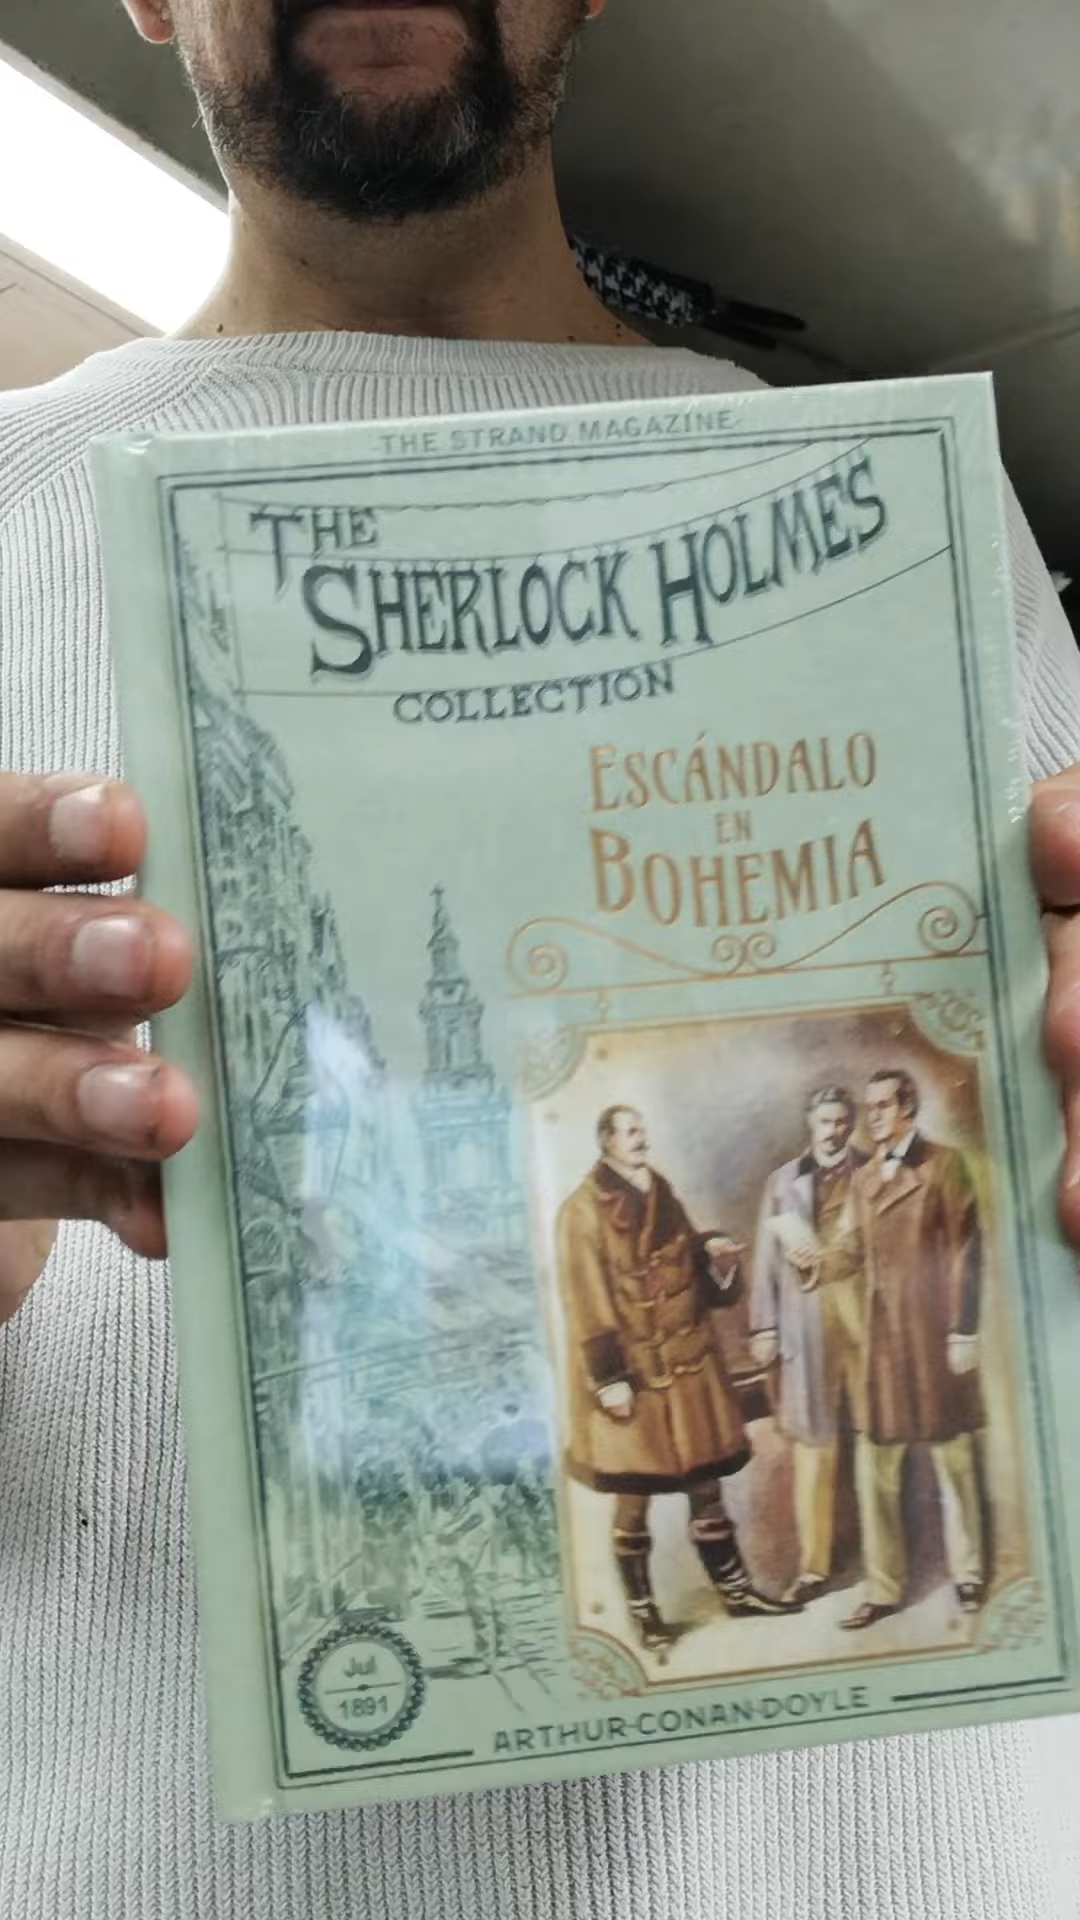 THE STRAND MAGAZINE
THE
SHERLOCK HOLMES
COLLECTION
ESCÁNDALO
EN
BOHEMIA
Jul
1891
ARTHUR·CONAN·DOYLE